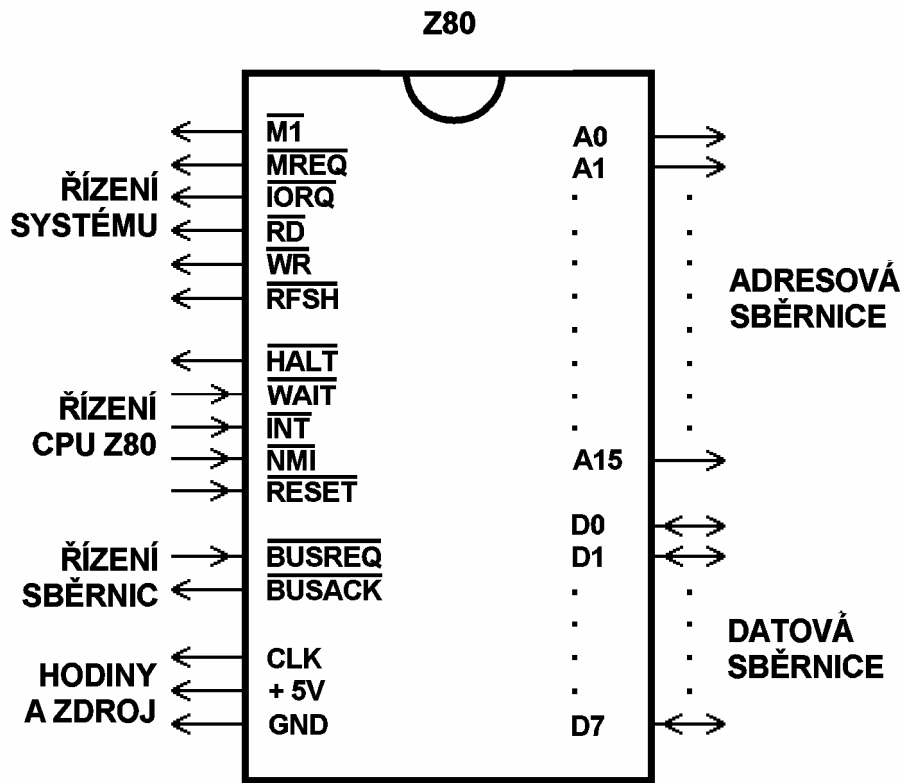 Z80
ŘÍZENÍ
SYSTÉMU
M1
MREQ
IORQ
RD
WR
RFSH
ŘÍZENÍ
CPU Z80
HALT
WAIT
INT
NMI
RESET
ŘÍZENÍ
SBĚRNIC
BUSREQ
BUSACK
HODINY
A ZDROJ
CLK
+ 5V
GND
A0
A1
A15
ADRESOVÁ
SBĚRNICE
D0
D1
D7
DATOVÁ
SBĚRNICE